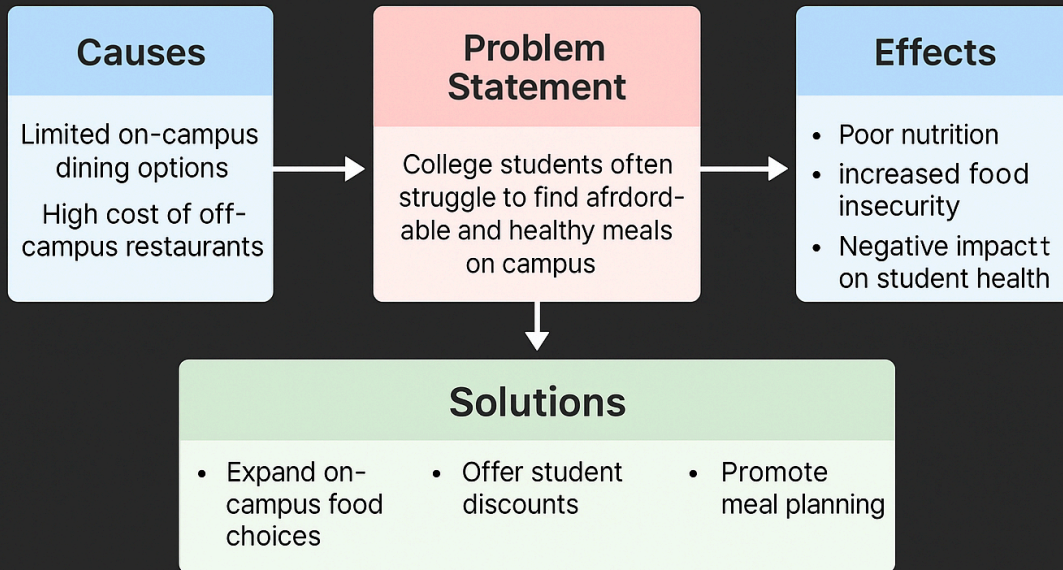 Causes
Limited on-campus
dining options
High cost of off-
campus restaurants
Problem
Statement
College students often
struggle to find afrdord-
able and healthy meals
on campus
Effects
• Poor nutrition
• increased food
insecurity
• Negative impactt
on student health
Solutions
• Expand on-
campus food
choices
• Offer student
discounts
• Promote
meal planning